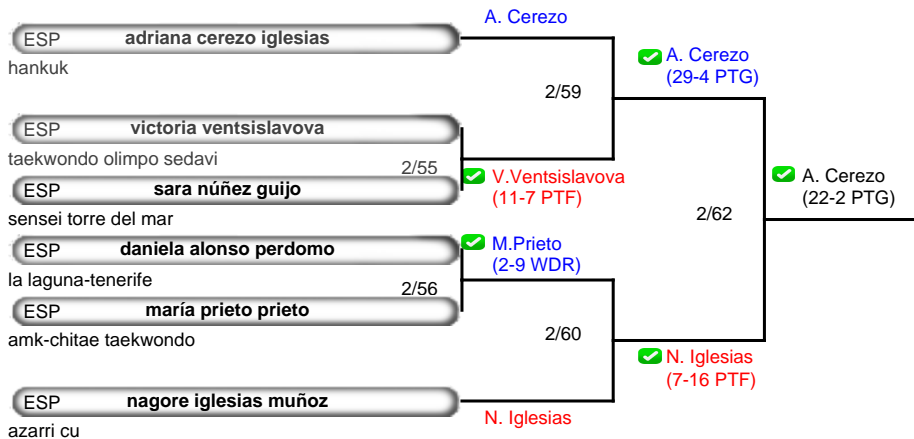 A. Cerezo
ESP adriana cerezo iglesias
hankuk
A. Cerezo
(29-4 PTG)
2/59
ESP victoria ventsislavova
taekwondo olimpo sedavi
2/55
V.Ventsislavova
(11-7 PTF)
A. Cerezo
(22-2 PTG)
ESP sara núñez guijo
sensei torre del mar
2/62
ESP daniela alonso perdomo
la laguna-tenerife
M.Prieto
(2-9 WDR)
2/56
ESP maría prieto prieto
amk-chitae taekwondo
2/60
N. Iglesias
(7-16 PTF)
ESP nagore iglesias muñoz
azarri cu
N. Iglesias